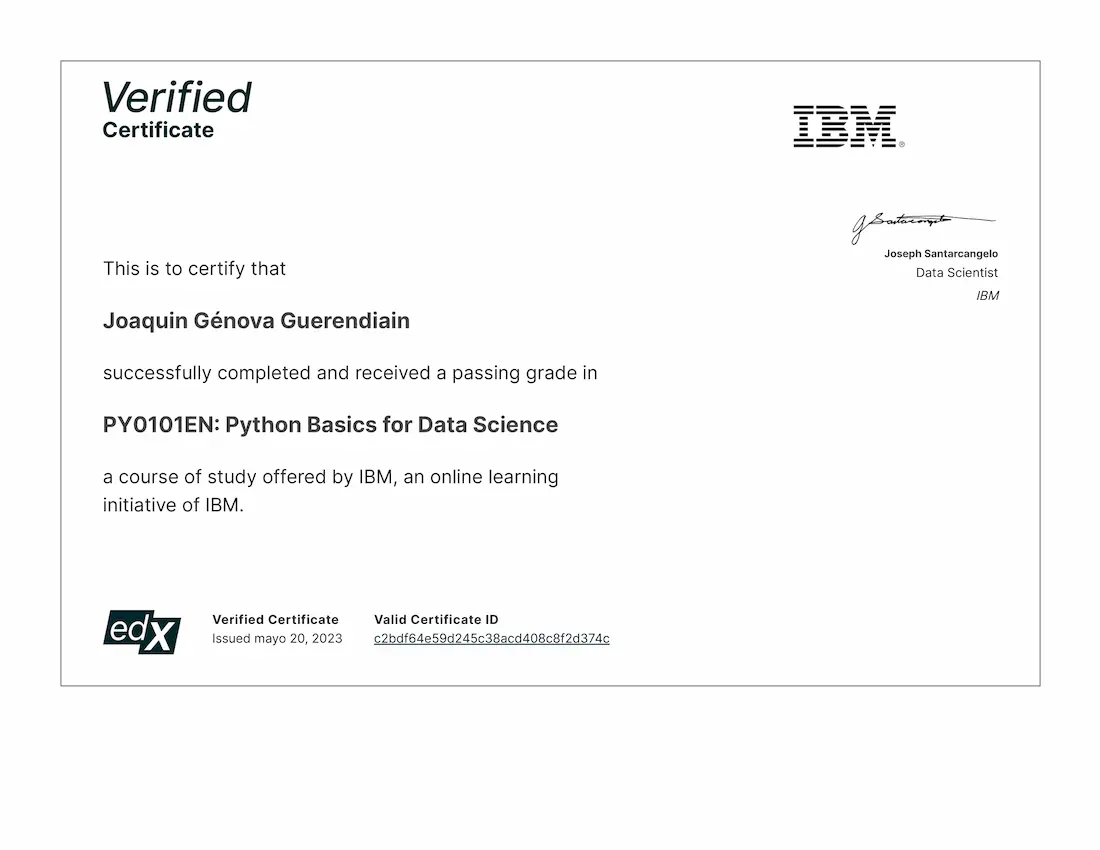 Verified
Certificate
IBM®
J Santarcangelo
Joseph Santarcangelo
Data Scientist
IBM
This is to certify that
Joaquin Génova Guerendiain
successfully completed and received a passing grade in
PY0101EN: Python Basics for Data Science
a course of study offered by IBM, an online learning
initiative of IBM.
edX
Verified Certificate
Issued mayo 20, 2023
Valid Certificate ID
c2bdf64e59d245c38acd408c8f2d374c